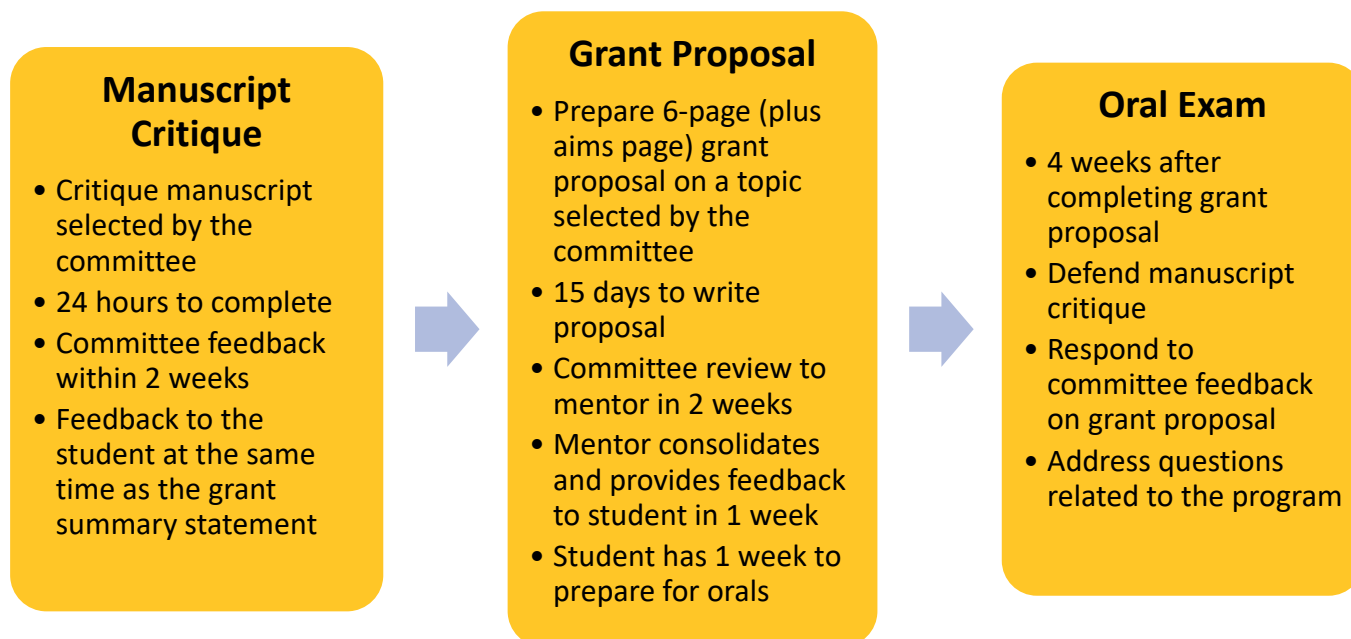 Manuscript
Critique
• Critique manuscript
selected by the
committee
• 24 hours to complete
• Committee feedback
within 2 weeks
• Feedback to the
student at the same
time as the grant
summary statement
Grant Proposal
• Prepare 6-page (plus
aims page) grant
proposal on a topic
selected by the
committee
• 15 days to write
proposal
• Committee review to
mentor in 2 weeks
• Mentor consolidates
and provides feedback
to student in 1 week
• Student has 1 week to
prepare for orals
Oral Exam
• 4 weeks after
completing grant
proposal
• Defend manuscript
critique
• Respond to
committee feedback
on grant proposal
• Address questions
related to the program